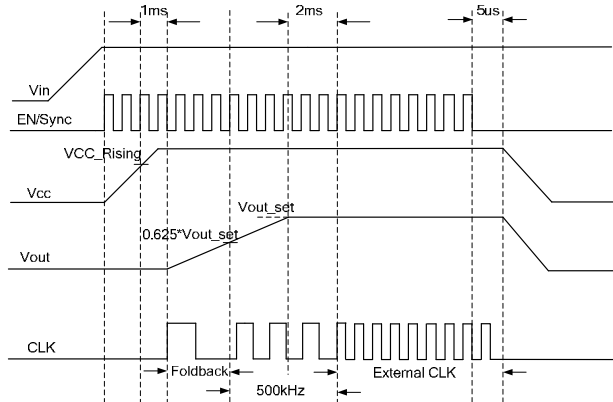 1ms
2ms
5us
Vin
EN/Sync
VCC_Rising
Vcc
Vout_set
0.625*Vout_set
Vout
CLK
Foldback
External CLK
500kHz